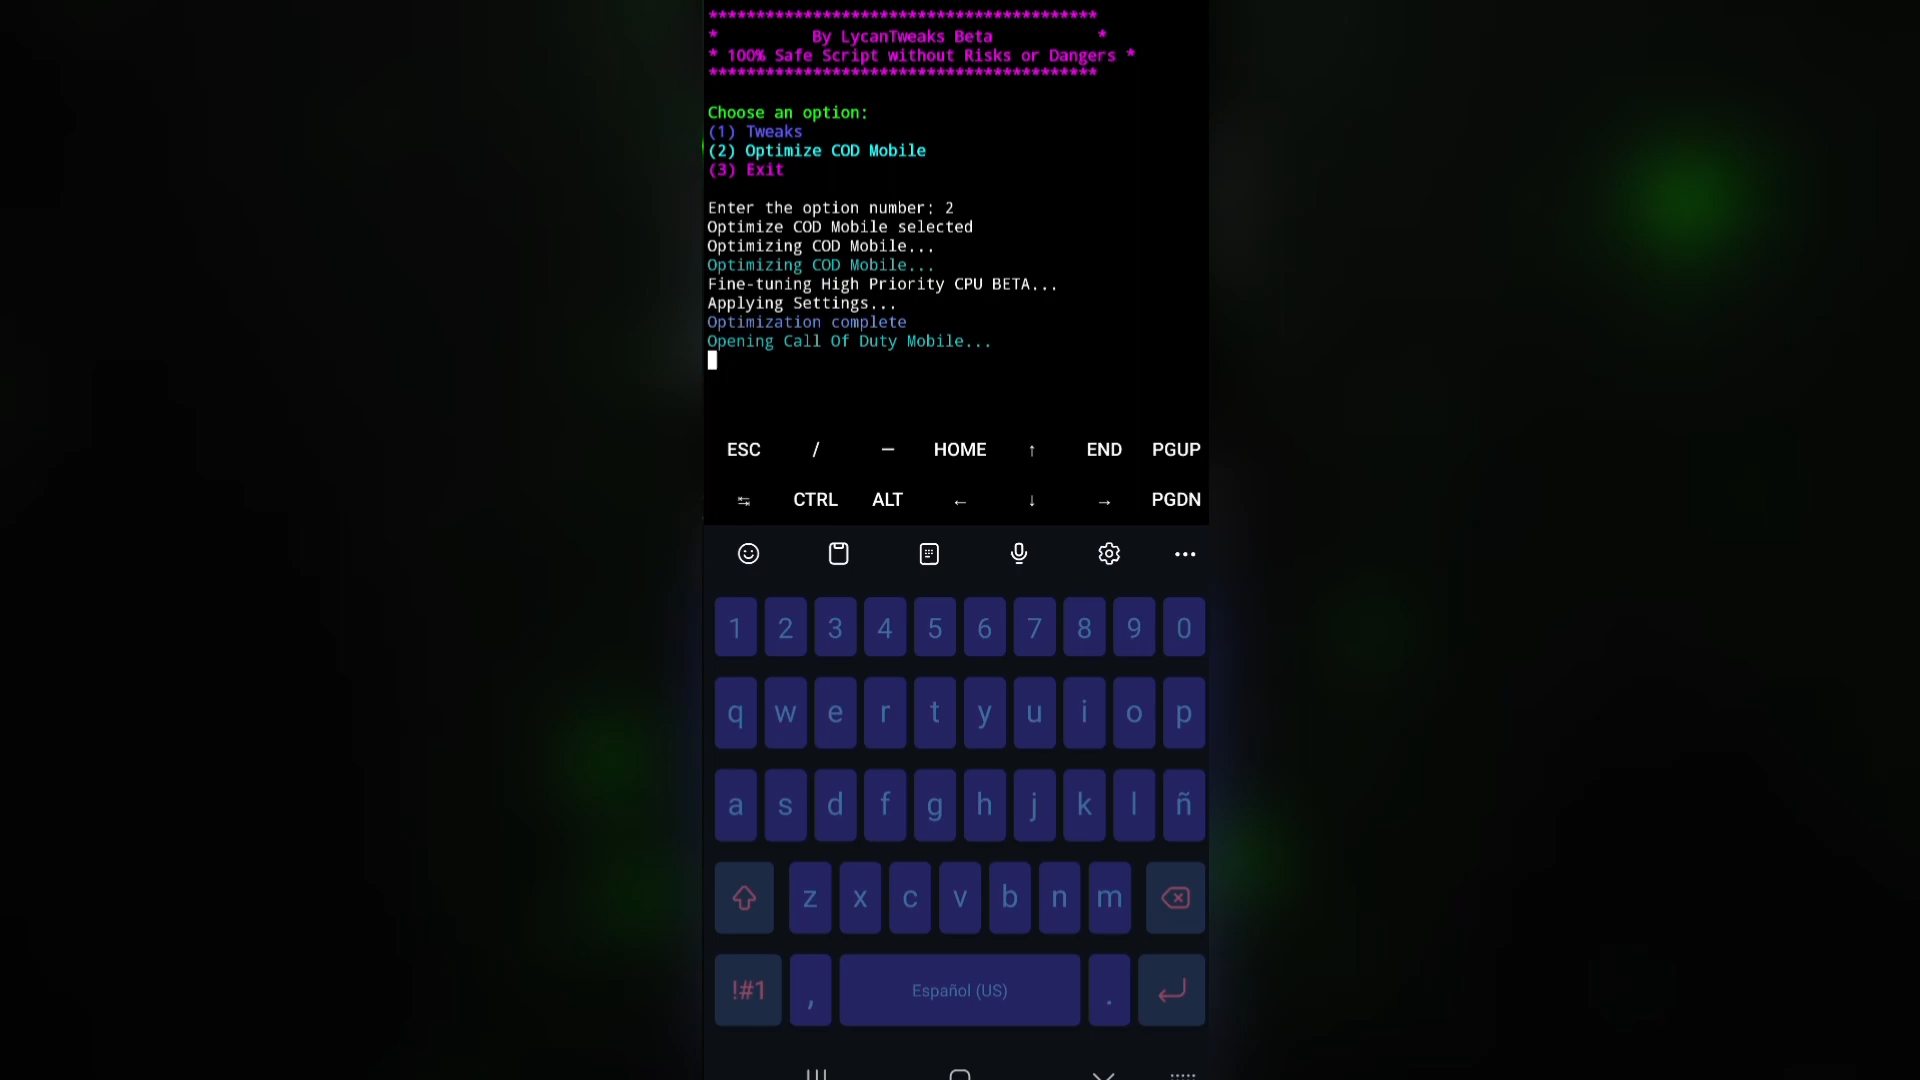 *****************************************
* By LycanTweaks Beta *
* 100% Safe Script without Risks or Dangers *
*****************************************
Choose an option:
(1) Tweaks
(2) Optimize COD Mobile
(3) Exit
Enter the option number: 2
Optimize COD Mobile selected
Optimizing COD Mobile...
Optimizing COD Mobile...
Fine-tuning High Priority CPU BETA...
Applying Settings...
Optimization complete
Opening Call Of Duty Mobile...
ESC / — HOME ↑ END PGUP
⇆ CTRL ALT ← ↓ → PGDN
1 2 3 4 5 6 7 8 9 0
q w e r t y u i o p
a s d f g h j k l ñ
z x c v b n m
!#1 , Español (US) .